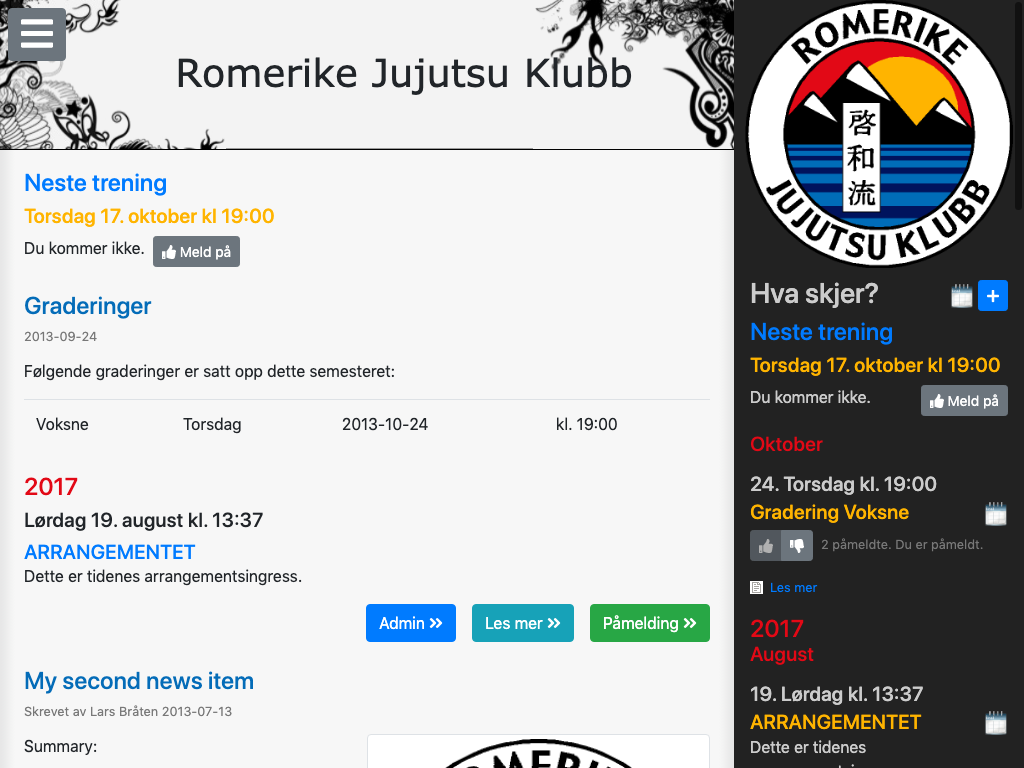 Romerike Jujutsu Klubb
Neste trening
Torsdag 17. oktober kl 19:00
Du kommer ikke. Meld på
Graderinger
2013-09-24
Følgende graderinger er satt opp dette semesteret:
Voksne Torsdag 2013-10-24 kl. 19:00
2017
Lørdag 19. august kl. 13:37
ARRANGEMENTET
Dette er tidenes arrangementsingress.
Admin Les mer Påmelding
My second news item
Skrevet av Lars Bråten 2013-07-13
Summary:
ROMERIKE
ROMERIKE
啓和流
JUJUTSU KLUBB
Hva skjer?
Neste trening
Torsdag 17. oktober kl 19:00
Du kommer ikke. Meld på
Oktober
24. Torsdag kl. 19:00
Gradering Voksne
2 påmeldte. Du er påmeldt.
Les mer
2017
August
19. Lørdag kl. 13:37
ARRANGEMENTET
Dette er tidenes